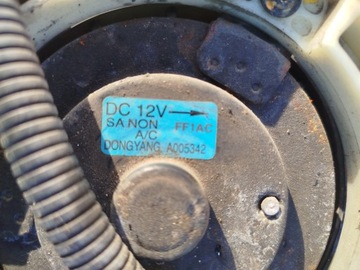 DC 12V →
SANON FF1AC
A/C
DONGYANG A005342